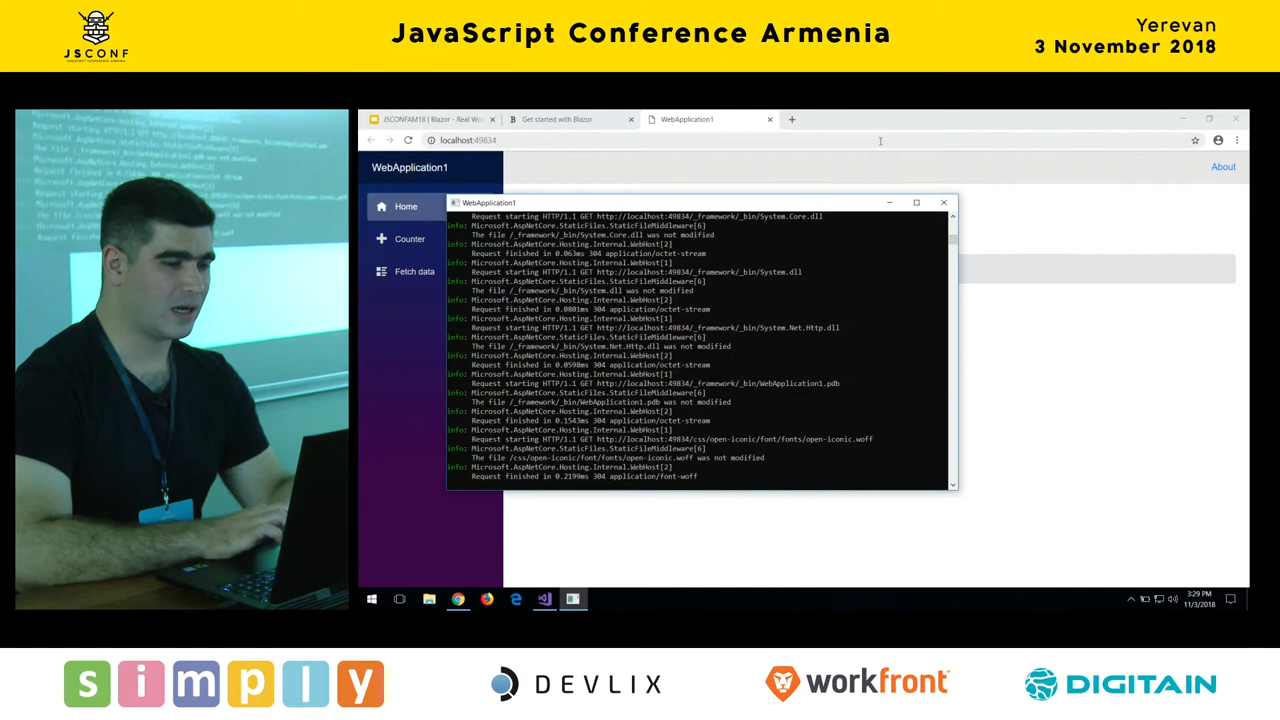 JSCONF
JAVASCRIPT CONFERENCE ARMENIA
JavaScript Conference Armenia
Yerevan
3 November 2018
JSCONFAM18 | Blazor - Real Wo
Get started with Blazor
WebApplication1
localhost:49834
WebApplication1
About
Home
Counter
Fetch data
WebApplication1
Request starting HTTP/1.1 GET http://localhost:49834/_framework/_bin/System.Core.dll
info: Microsoft.AspNetCore.StaticFiles.StaticFileMiddleware[6]
The file /_framework/_bin/System.Core.dll was not modified
info: Microsoft.AspNetCore.Hosting.Internal.WebHost[2]
Request finished in 0.063ms 304 application/octet-stream
info: Microsoft.AspNetCore.Hosting.Internal.WebHost[1]
Request starting HTTP/1.1 GET http://localhost:49834/_framework/_bin/System.dll
info: Microsoft.AspNetCore.StaticFiles.StaticFileMiddleware[6]
The file /_framework/_bin/System.dll was not modified
info: Microsoft.AspNetCore.Hosting.Internal.WebHost[2]
Request finished in 0.0801ms 304 application/octet-stream
info: Microsoft.AspNetCore.Hosting.Internal.WebHost[1]
Request starting HTTP/1.1 GET http://localhost:49834/_framework/_bin/System.Net.Http.dll
info: Microsoft.AspNetCore.StaticFiles.StaticFileMiddleware[6]
The file /_framework/_bin/System.Net.Http.dll was not modified
info: Microsoft.AspNetCore.Hosting.Internal.WebHost[2]
Request finished in 0.0598ms 304 application/octet-stream
info: Microsoft.AspNetCore.Hosting.Internal.WebHost[1]
Request starting HTTP/1.1 GET http://localhost:49834/_framework/_bin/WebApplication1.pdb
info: Microsoft.AspNetCore.StaticFiles.StaticFileMiddleware[6]
The file /_framework/_bin/WebApplication1.pdb was not modified
info: Microsoft.AspNetCore.Hosting.Internal.WebHost[2]
Request finished in 0.1543ms 304 application/octet-stream
info: Microsoft.AspNetCore.Hosting.Internal.WebHost[1]
Request starting HTTP/1.1 GET http://localhost:49834/css/open-iconic/font/fonts/open-iconic.woff
info: Microsoft.AspNetCore.StaticFiles.StaticFileMiddleware[6]
The file /css/open-iconic/font/fonts/open-iconic.woff was not modified
info: Microsoft.AspNetCore.Hosting.Internal.WebHost[2]
Request finished in 0.2199ms 304 application/font-woff
3:29 PM
11/3/2018
simply
DEVLIX
workfront
DIGITAIN